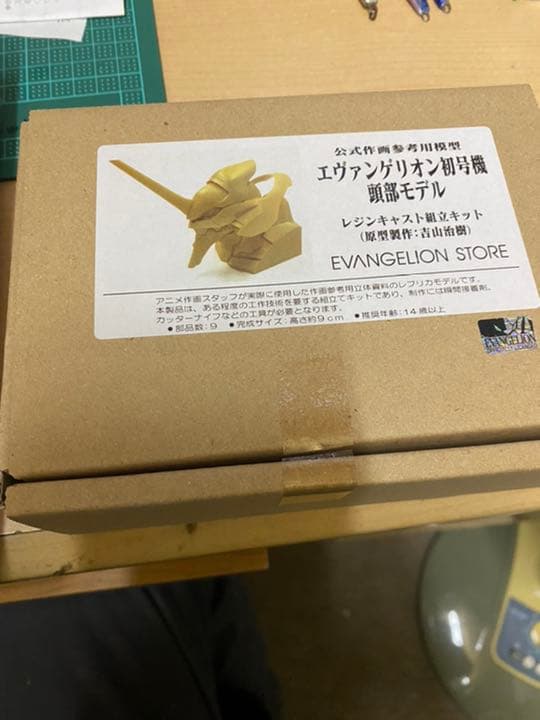 公式作画参考用模型
エヴァンゲリオン初号機
頭部モデル
レジンキャスト組立キット
(原型製作:吉山治樹)
EVANGELION STORE
アニメ作画スタッフが実際に使用した作画参考用立体資料のレプリカモデルです。
本製品は、ある程度の工作技術を要する組立てキットであり、制作には瞬間接着剤、
カッターナイフなどの工具が必要となります。
●部品数:9 ●完成サイズ:高さ約9cm ●推奨年齢:14歳以上
EVANGELION